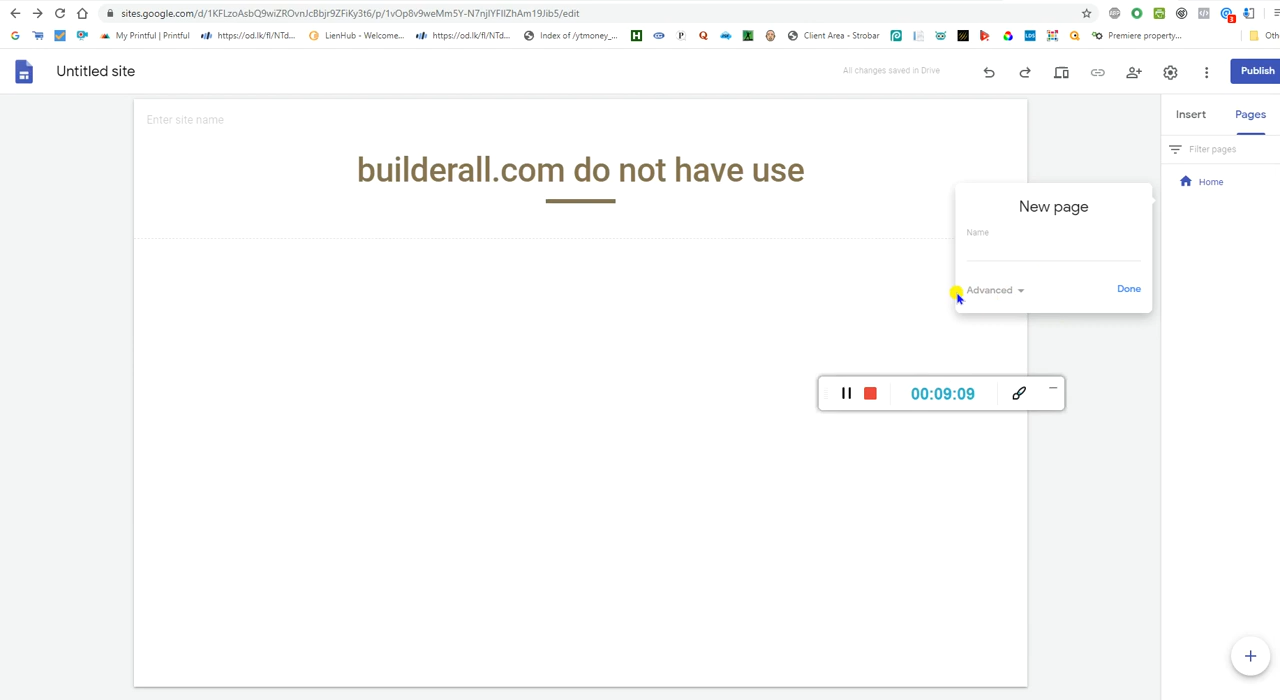 sites.google.com/d/1KFLzoAsbQ9wiZROvnJcBbjr9ZFiKy3t6/p/1vOp8v9weMm5Y-N7njIYFIIZhAm19Jib5/edit
My Printful | Printful
https://od.lk/fl/NTd...
LienHub - Welcome...
https://od.lk/fl/NTd...
Index of /ytmoney_...
Client Area - Strobar
Premiere property...
Oth
Untitled site
All changes saved in Drive
Publish
Enter site name
builderall.com do not have use
Insert
Pages
Filter pages
Home
New page
Name
Advanced
Done
00:09:09